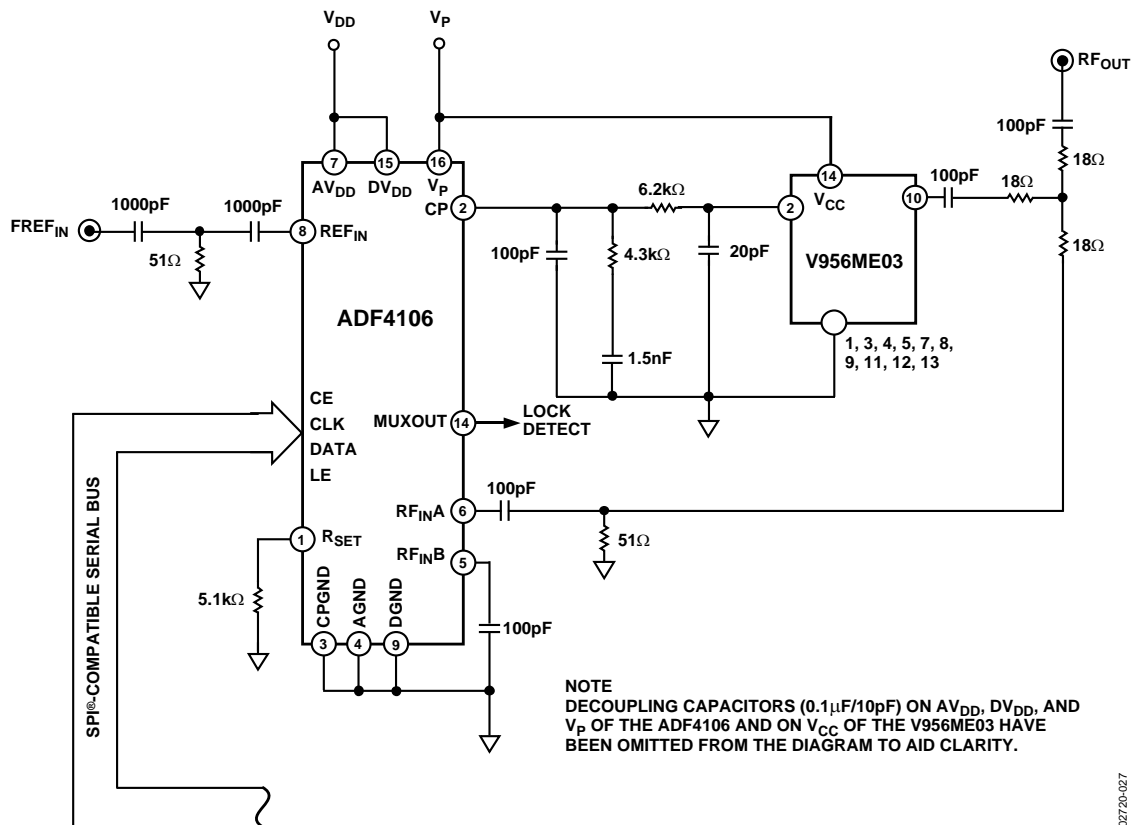 VDD
VP
RFOUT
100pF
18Ω
7
15
16
AVDD
DVDD
VP
14
VCC
1000pF
1000pF
CP
2
6.2kΩ
2
10
100pF
18Ω
FREFIN
8
REFIN
51Ω
100pF
4.3kΩ
20pF
V956ME03
18Ω
ADF4106
1.5nF
1, 3, 4, 5, 7, 8,
9, 11, 12, 13
CE
CLK
DATA
LE
MUXOUT
14
LOCK
DETECT
SPI®-COMPATIBLE SERIAL BUS
100pF
RFINA
6
51Ω
1
RSET
RFINB
5
5.1kΩ
CPGND
AGND
DGND
100pF
3
4
9
NOTE
DECOUPLING CAPACITORS (0.1µF/10pF) ON AVDD, DVDD, AND
VP OF THE ADF4106 AND ON VCC OF THE V956ME03 HAVE
BEEN OMITTED FROM THE DIAGRAM TO AID CLARITY.
02720-027